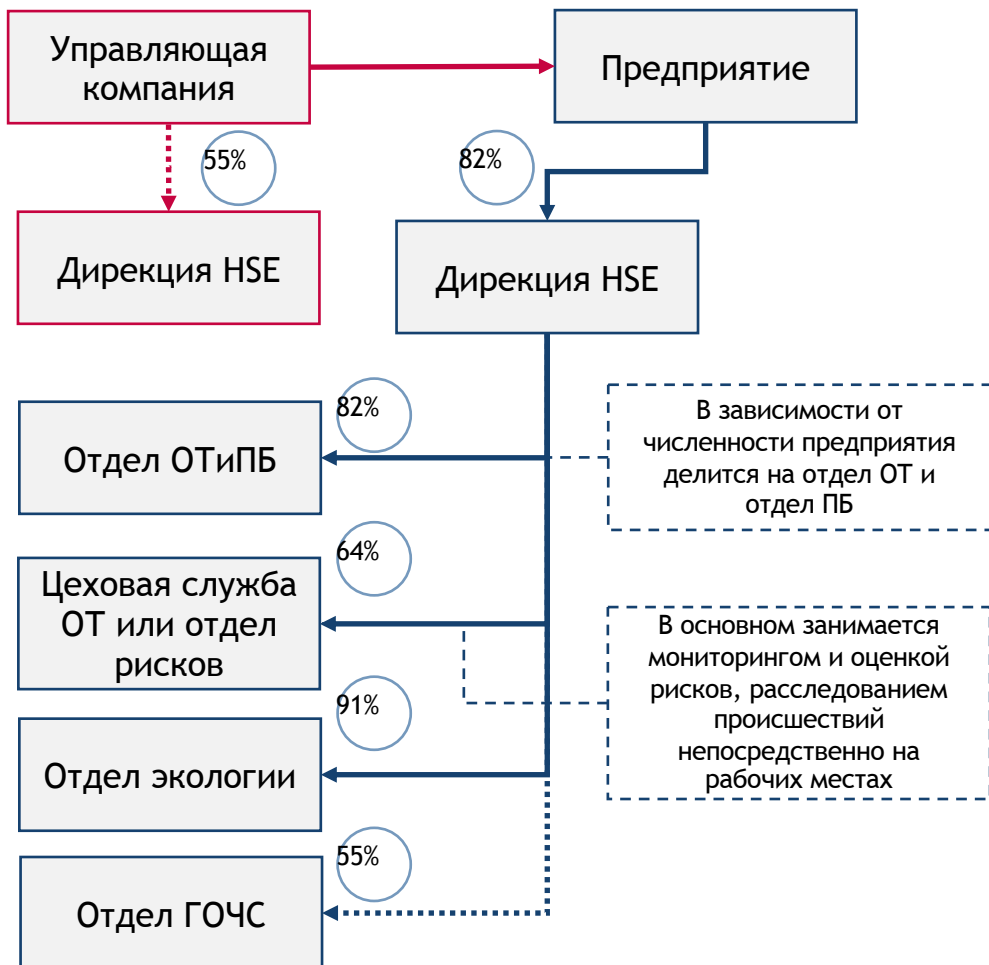 Управляющая
компания
Предприятие
55%
82%
Дирекция HSE
Дирекция HSE
82%
Отдел ОТиПБ
В зависимости от
численности предприятия
делится на отдел ОТ и
отдел ПБ
64%
Цеховая служба
ОТ или отдел
рисков
В основном занимается
мониторингом и оценкой
рисков, расследованием
происшествий
непосредственно на
рабочих местах
91%
Отдел экологии
55%
Отдел ГОЧС